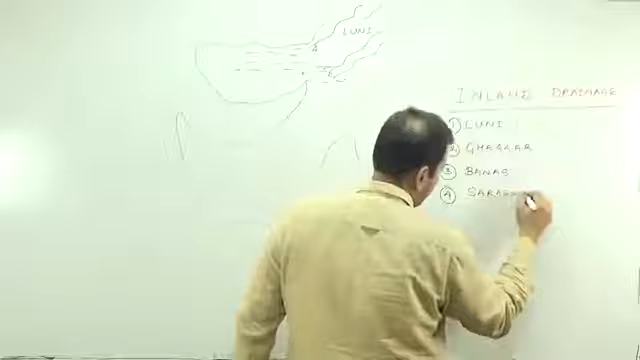 LUNI
INLAND DRAINAGE
① LUNI
② GHAGGAR
③ BANAS
④